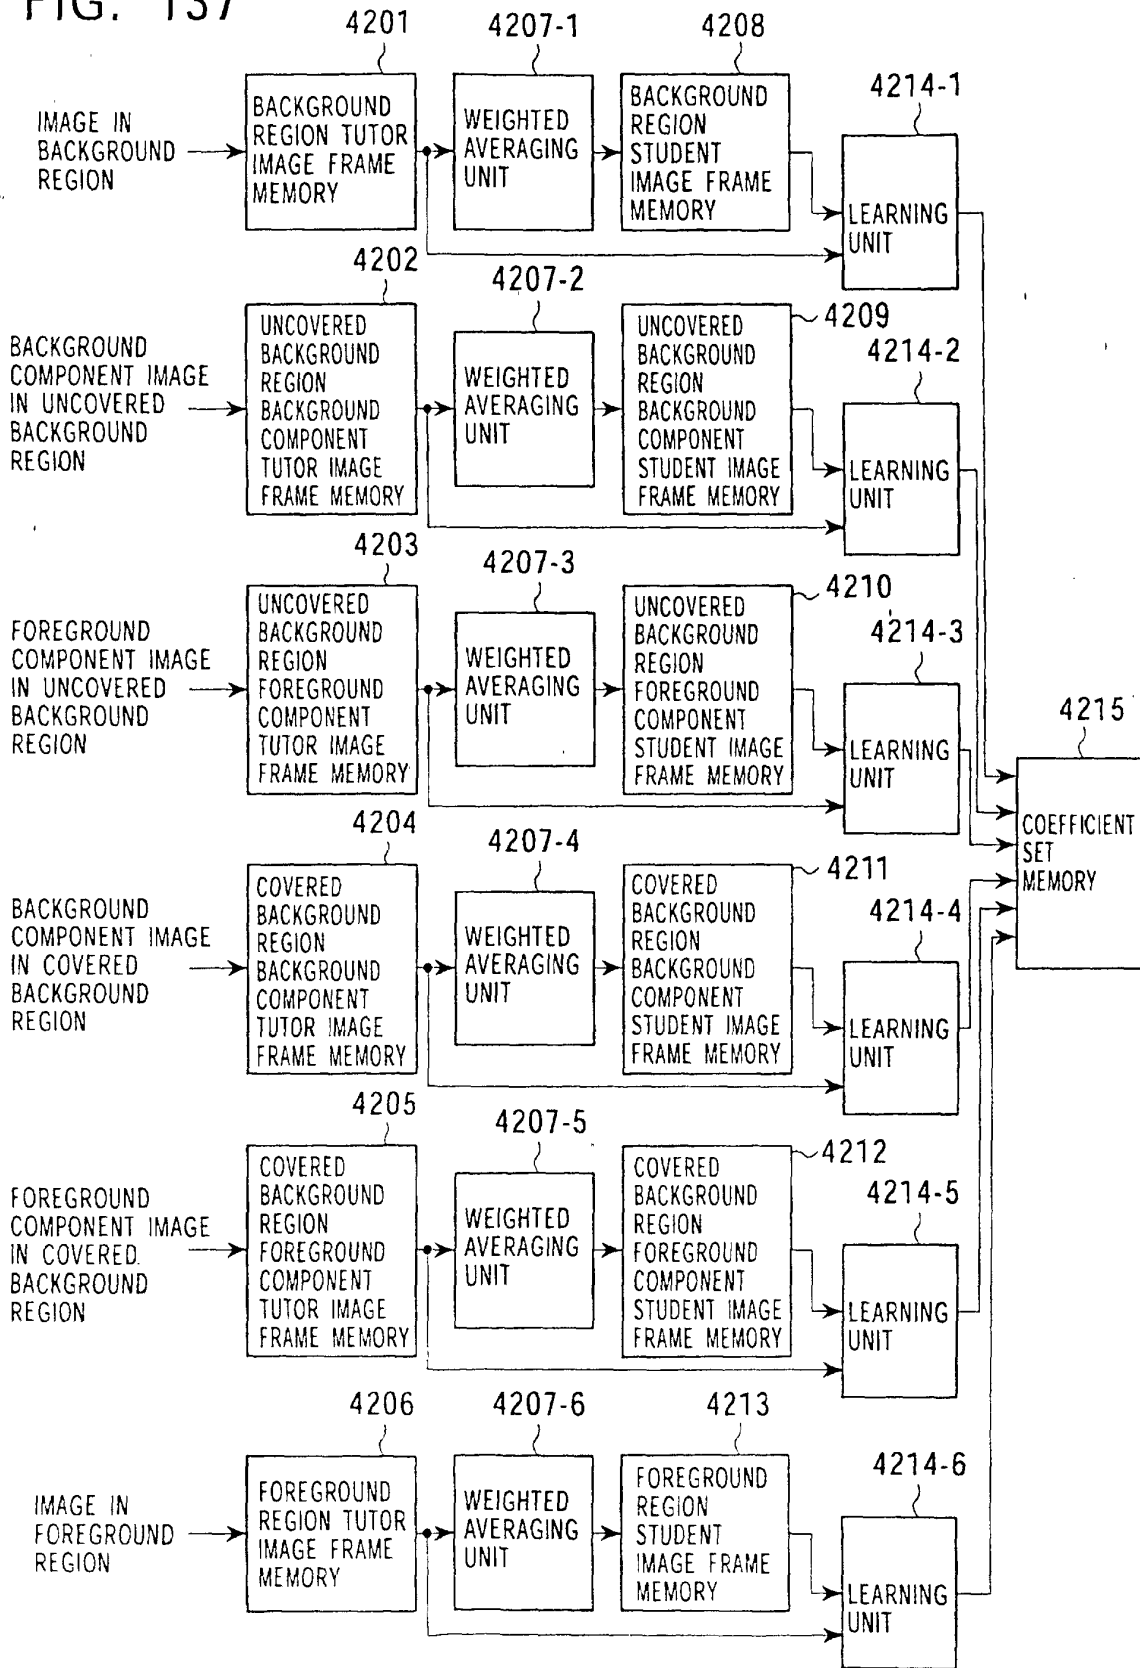 FIG. 137
4201
4207-1
4208
4214-1
IMAGE IN
BACKGROUND
REGION
BACKGROUND
REGION TUTOR
IMAGE FRAME
MEMORY
WEIGHTED
AVERAGING
UNIT
BACKGROUND
REGION
STUDENT
IMAGE FRAME
MEMORY
LEARNING
UNIT
4202
4207-2
4209
4214-2
BACKGROUND
COMPONENT IMAGE
IN UNCOVERED
BACKGROUND
REGION
UNCOVERED
BACKGROUND
REGION
BACKGROUND
COMPONENT
TUTOR IMAGE
FRAME MEMORY
WEIGHTED
AVERAGING
UNIT
UNCOVERED
BACKGROUND
REGION
BACKGROUND
COMPONENT
STUDENT IMAGE
FRAME MEMORY
LEARNING
UNIT
4203
4207-3
4210
4214-3
FOREGROUND
COMPONENT IMAGE
IN UNCOVERED
BACKGROUND
REGION
UNCOVERED
BACKGROUND
REGION
FOREGROUND
COMPONENT
TUTOR IMAGE
FRAME MEMORY
WEIGHTED
AVERAGING
UNIT
UNCOVERED
BACKGROUND
REGION
FOREGROUND
COMPONENT
STUDENT IMAGE
FRAME MEMORY
LEARNING
UNIT
4215
COEFFICIENT
SET
MEMORY
4204
4207-4
4211
4214-4
BACKGROUND
COMPONENT IMAGE
IN COVERED
BACKGROUND
REGION
COVERED
BACKGROUND
REGION
BACKGROUND
COMPONENT
TUTOR IMAGE
FRAME MEMORY
WEIGHTED
AVERAGING
UNIT
COVERED
BACKGROUND
REGION
BACKGROUND
COMPONENT
STUDENT IMAGE
FRAME MEMORY
LEARNING
UNIT
4205
4207-5
4212
4214-5
FOREGROUND
COMPONENT IMAGE
IN COVERED
BACKGROUND
REGION
COVERED
BACKGROUND
REGION
FOREGROUND
COMPONENT
TUTOR IMAGE
FRAME MEMORY
WEIGHTED
AVERAGING
UNIT
COVERED
BACKGROUND
REGION
FOREGROUND
COMPONENT
STUDENT IMAGE
FRAME MEMORY
LEARNING
UNIT
4206
4207-6
4213
4214-6
IMAGE IN
FOREGROUND
REGION
FOREGROUND
REGION TUTOR
IMAGE FRAME
MEMORY
WEIGHTED
AVERAGING
UNIT
FOREGROUND
REGION
STUDENT
IMAGE FRAME
MEMORY
LEARNING
UNIT